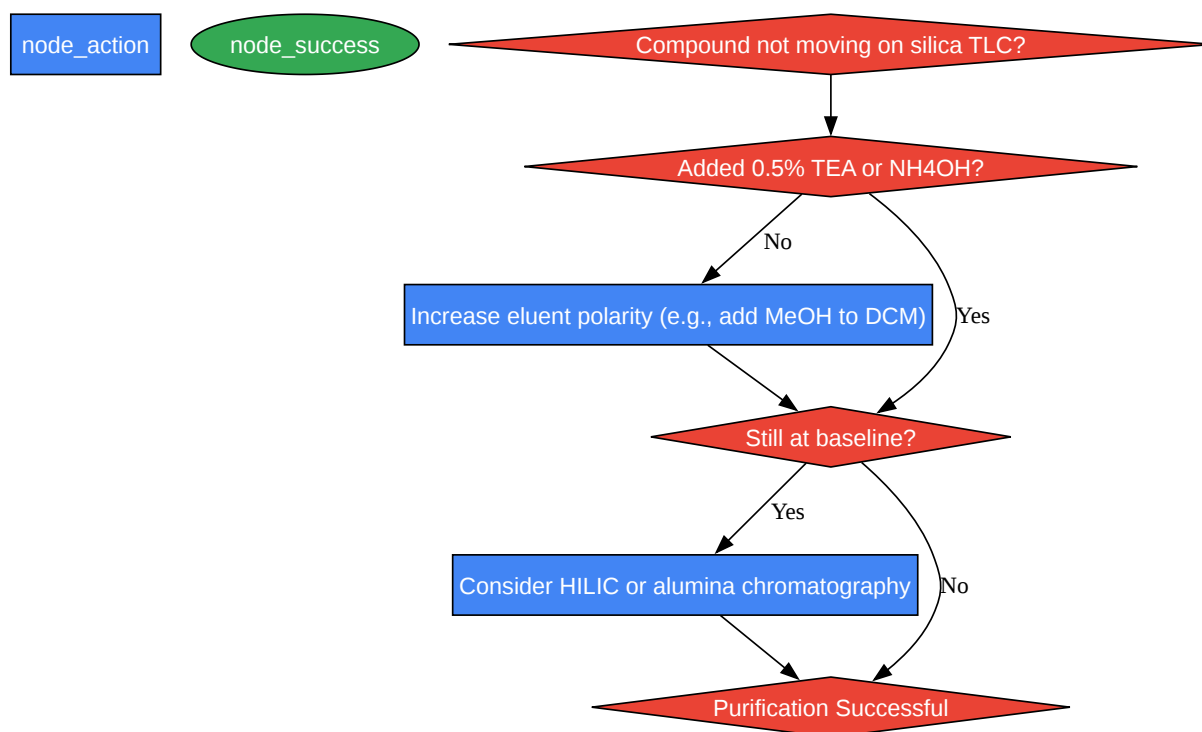 node_action
node_success
Compound not moving on silica TLC?
Added 0.5% TEA or NH4OH?
No
Increase eluent polarity (e.g., add MeOH to DCM)
Yes
Still at baseline?
Yes
Consider HILIC or alumina chromatography
No
Purification Successful